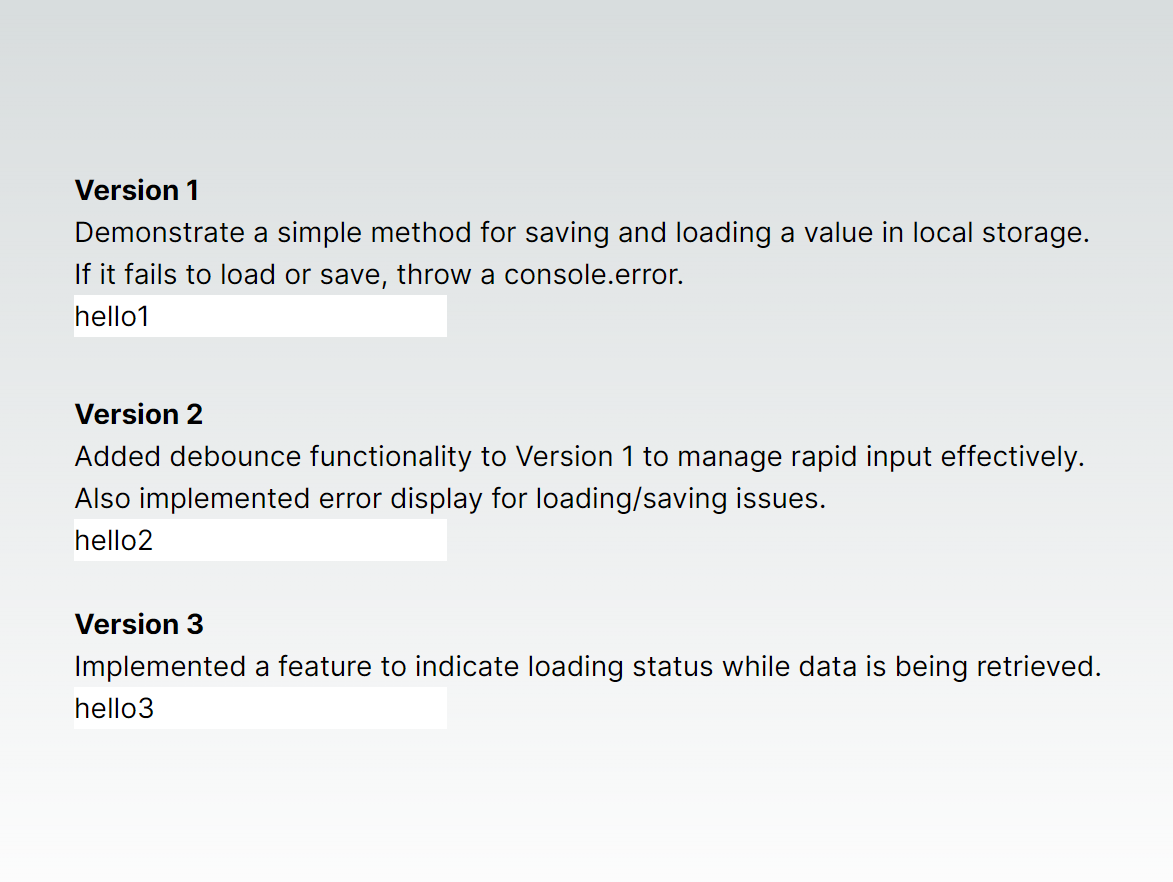 Version 1
Demonstrate a simple method for saving and loading a value in local storage.
If it fails to load or save, throw a console.error.
hello1
Version 2
Added debounce functionality to Version 1 to manage rapid input effectively.
Also implemented error display for loading/saving issues.
hello2
Version 3
Implemented a feature to indicate loading status while data is being retrieved.
hello3